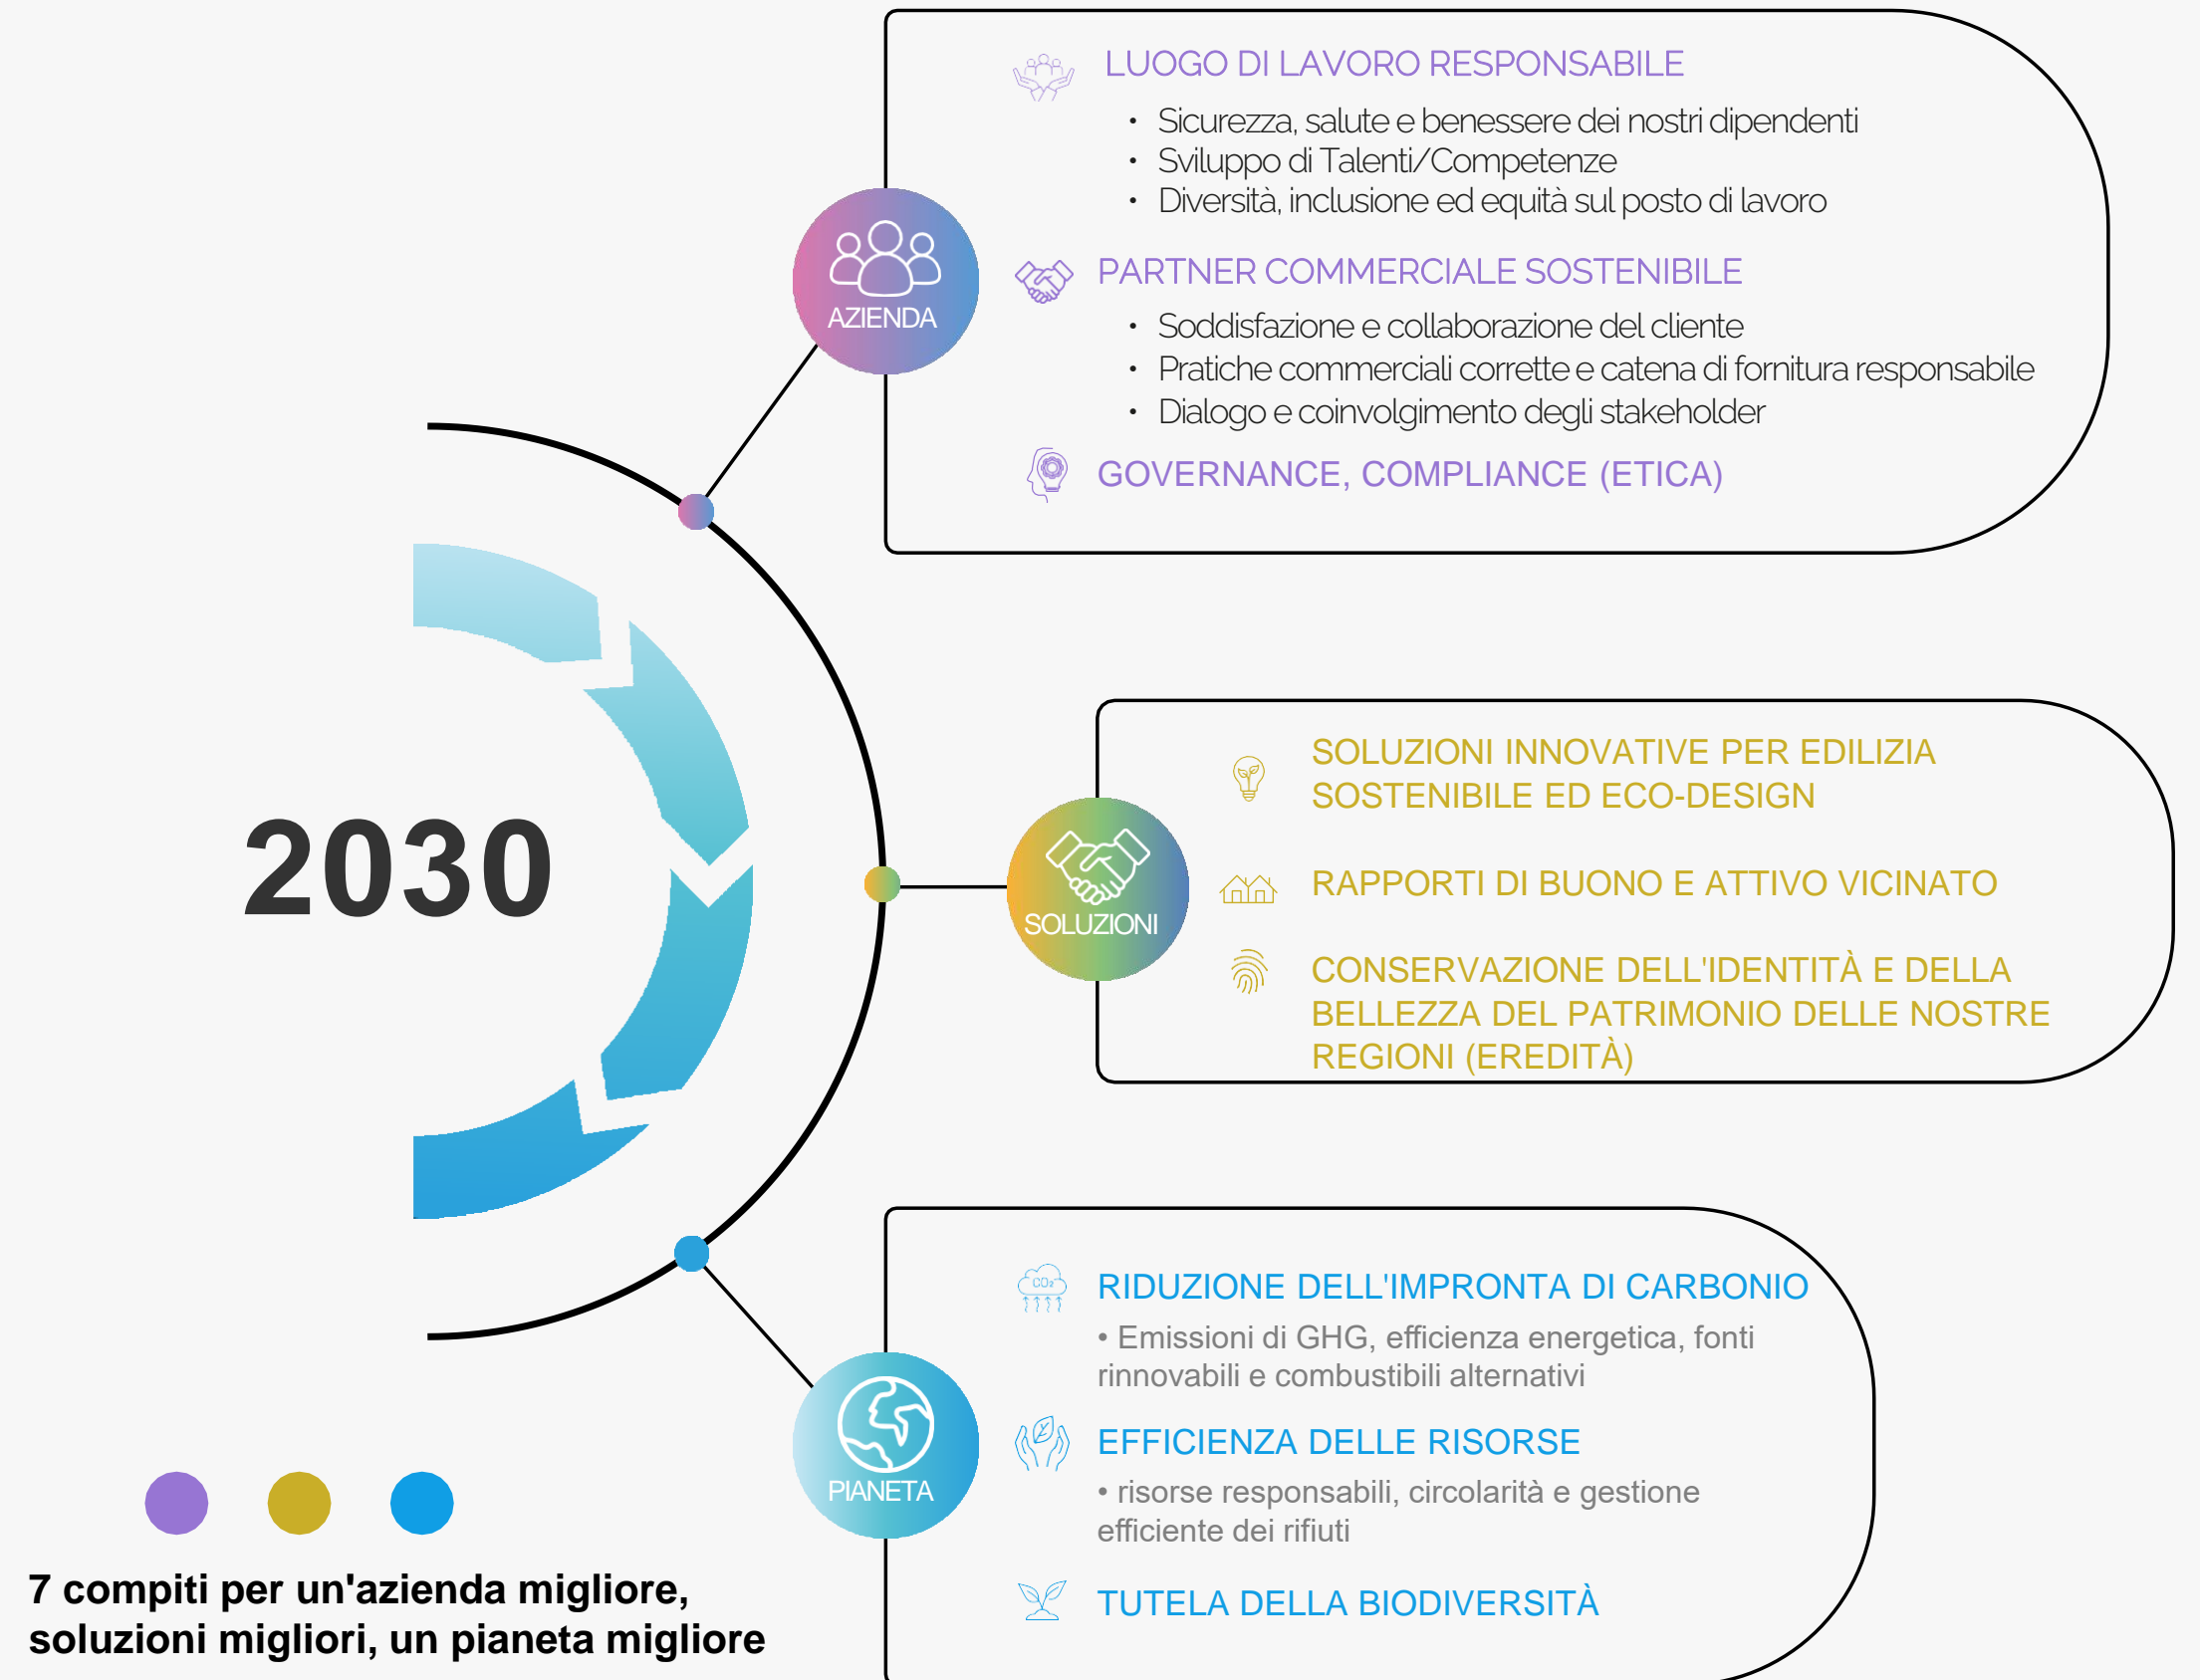 LUOGO DI LAVORO RESPONSABILE
• Sicurezza, salute e benessere dei nostri dipendenti
• Sviluppo di Talenti/Competenze
• Diversità, inclusione ed equità sul posto di lavoro
AZIENDA
PARTNER COMMERCIALE SOSTENIBILE
• Soddisfazione e collaborazione del cliente
• Pratiche commerciali corrette e catena di fornitura responsabile
• Dialogo e coinvolgimento degli stakeholder
GOVERNANCE, COMPLIANCE (ETICA)
2030
SOLUZIONI
SOLUZIONI INNOVATIVE PER EDILIZIA
SOSTENIBILE ED ECO-DESIGN
RAPPORTI DI BUONO E ATTIVO VICINATO
CONSERVAZIONE DELL'IDENTITÀ E DELLA
BELLEZZA DEL PATRIMONIO DELLE NOSTRE
REGIONI (EREDITÀ)
PIANETA
CO₂
RIDUZIONE DELL'IMPRONTA DI CARBONIO
• Emissioni di GHG, efficienza energetica, fonti
rinnovabili e combustibili alternativi
EFFICIENZA DELLE RISORSE
• risorse responsabili, circolarità e gestione
efficiente dei rifiuti
TUTELA DELLA BIODIVERSITÀ
7 compiti per un'azienda migliore,
soluzioni migliori, un pianeta migliore